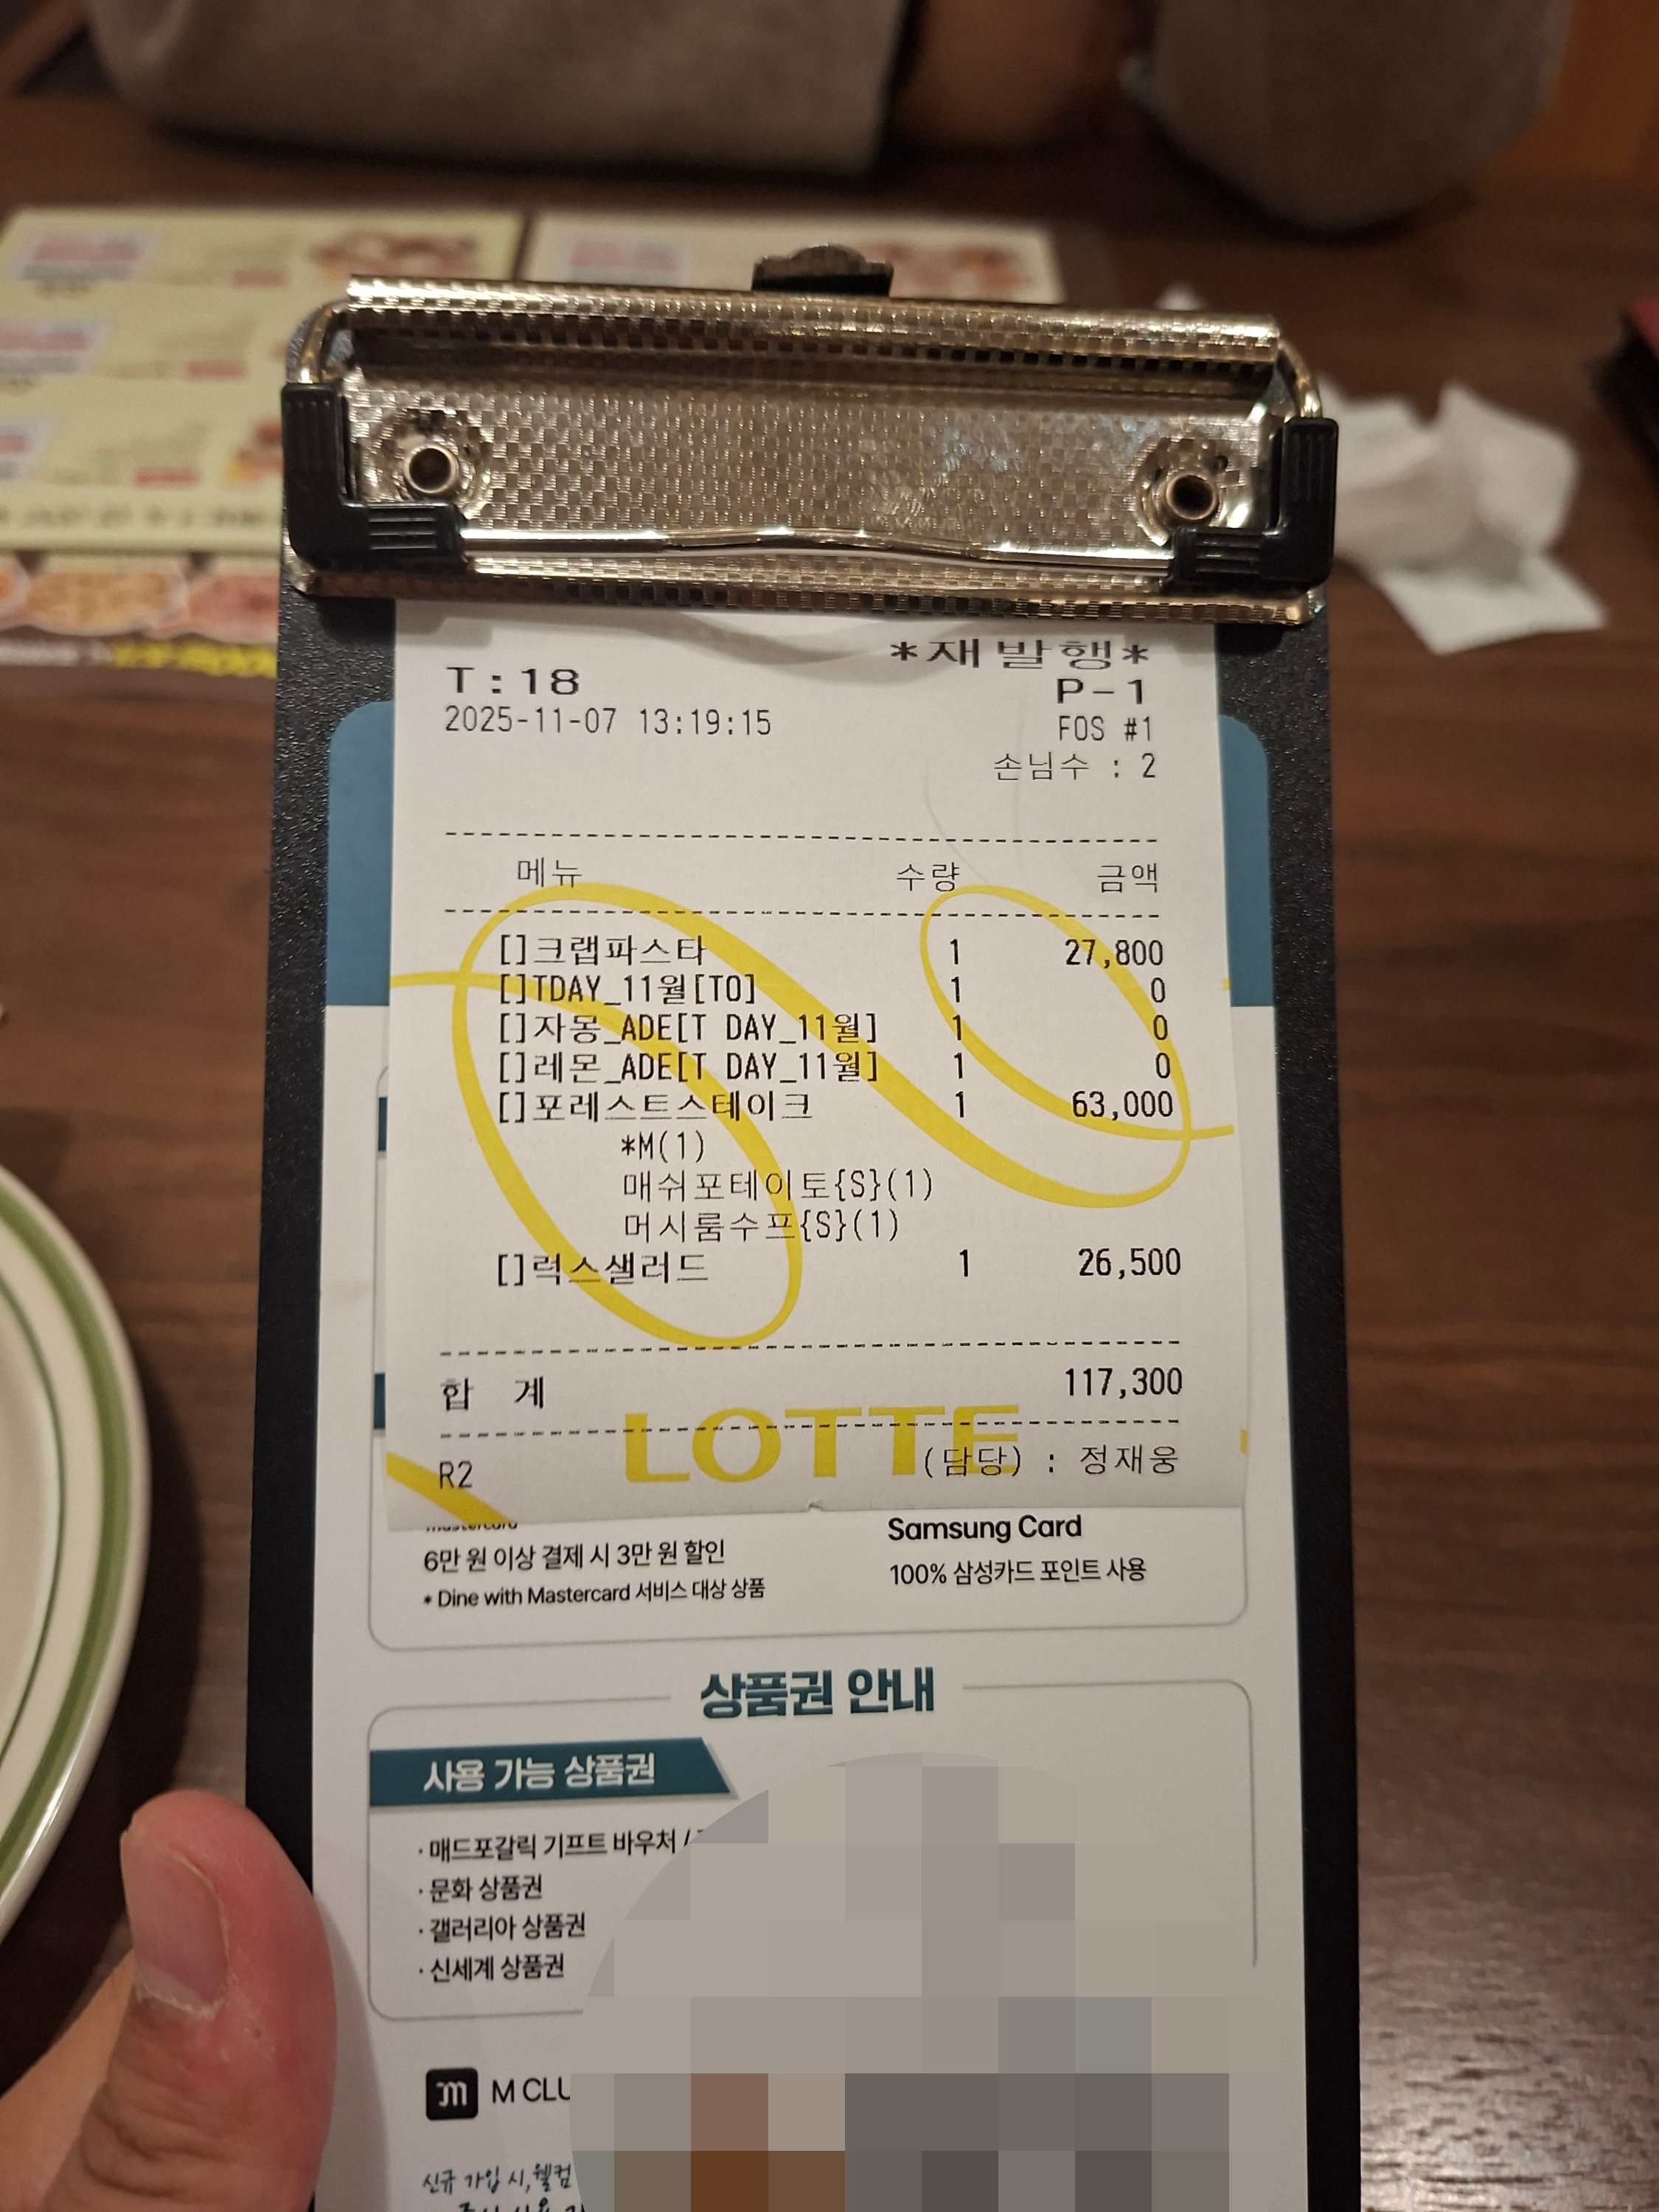 *재발행*
T:18 P-1
2025-11-07 13:19:15 FOS #1
손님수 : 2
메뉴 수량 금액
[]크랩파스타 1 27,800
[]TDAY_11월[TO] 1 0
[]자몽_ADE[T DAY_11월] 1 0
[]레몬_ADE[T DAY_11월] 1 0
[]포레스트스테이크 1 63,000
*M(1)
매쉬포테이토{S}(1)
머시룸수프{S}(1)
[]럭스샐러드 1 26,500
합 계 117,300
LOTTE
R2 (담당) : 정재웅
mastercard Samsung Card
6만 원 이상 결제 시 3만 원 할인 100% 삼성카드 포인트 사용
* Dine with Mastercard 서비스 대상 상품
상품권 안내
사용 가능 상품권
· 매드포갈릭 기프트 바우처 /
· 문화 상품권
· 갤러리아 상품권
· 신세계 상품권
m M CLU
신규 가입 시, 웰컴